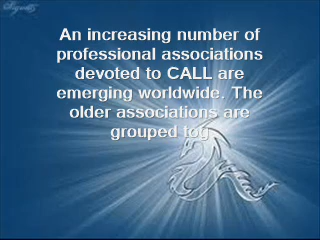 An increasing number of
professional associations
devoted to CALL are
emerging worldwide. The
older associations are
grouped tog